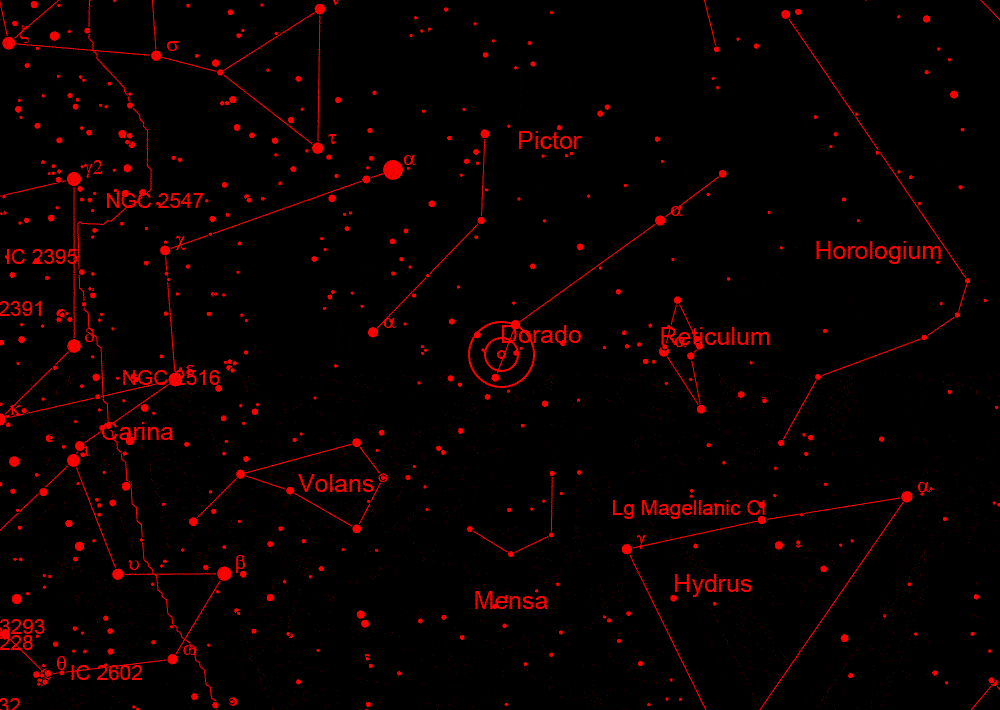 ν
ζ
σ
τ
Pictor
α
γ2
NGC 2547
α
χ
Horologium
IC 2395
2391
α
δ
Dorado
Reticulum
α
ε
NGC 2516
κ
Carina
ι
Volans
α
Lg Magellanic Cl
γ
υ
β
Hydrus
Mensa
3293
228
ω
θ
IC 2602
32